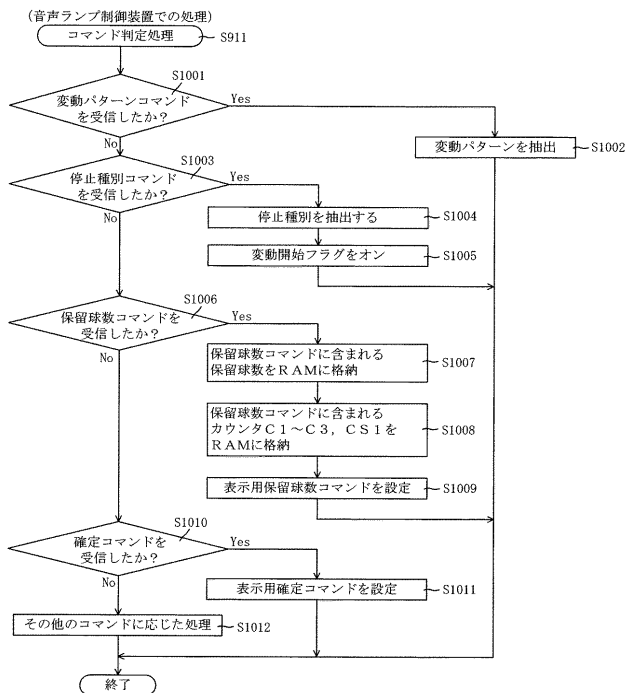 (音声ランプ制御装置での処理)
コマンド判定処理
S911
S1001
変動パターンコマンド
を受信したか?
Yes
No
変動パターンを抽出
S1002
S1003
停止種別コマンド
を受信したか?
Yes
No
停止種別を抽出する
S1004
変動開始フラグをオン
S1005
S1006
保留球数コマンドを
受信したか?
Yes
No
保留球数コマンドに含まれる
保留球数をRAMに格納
S1007
保留球数コマンドに含まれる
カウンタC1~C3,CS1を
RAMに格納
S1008
表示用保留球数コマンドを設定
S1009
S1010
確定コマンドを
受信したか?
Yes
No
表示用確定コマンドを設定
S1011
その他のコマンドに応じた処理
S1012
終了